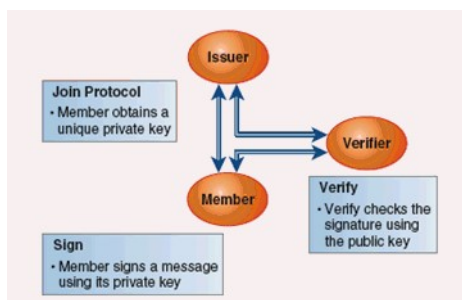 Issuer
Join Protocol
• Member obtains a
unique private key
Verifier
Member
Verify
• Verify checks the
signature using
the public key
Sign
• Member signs a message
using its private key